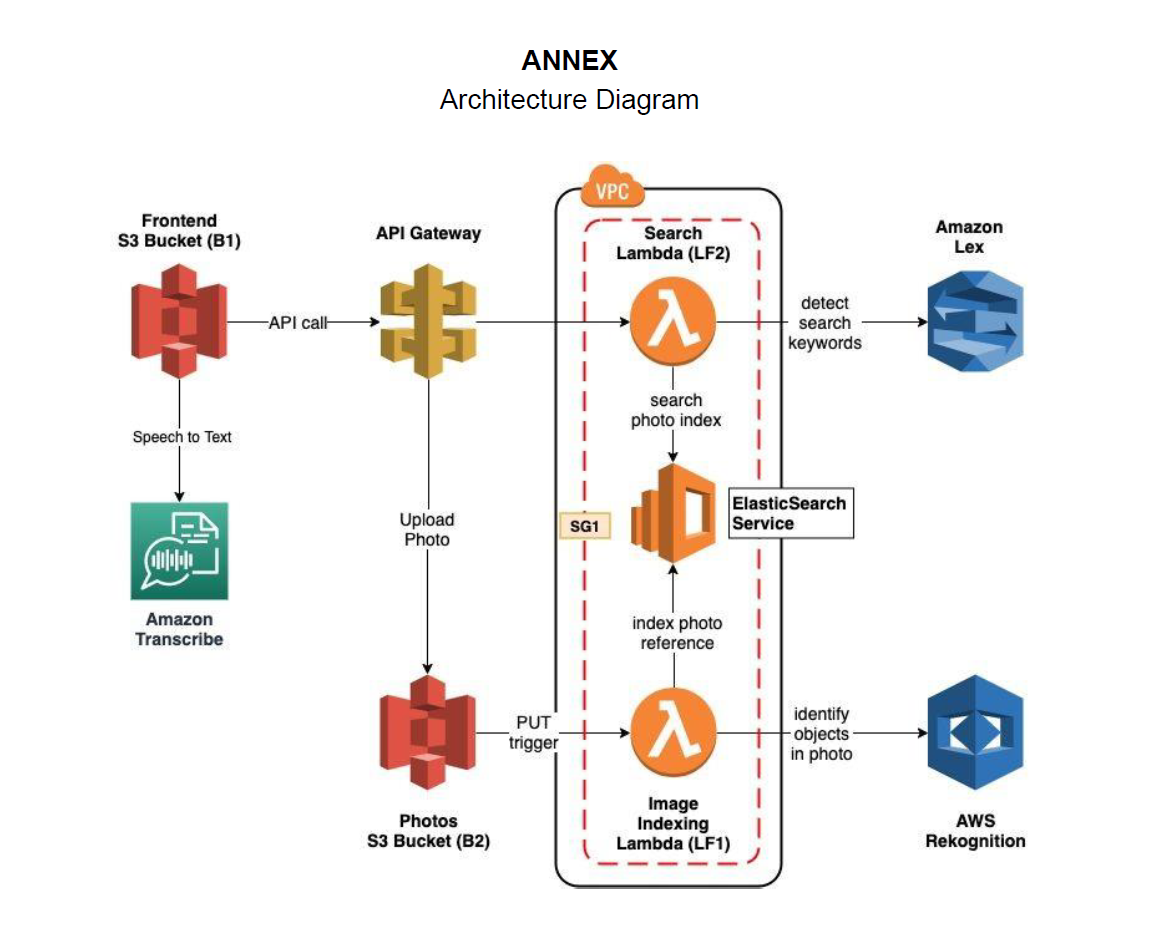 ANNEX
Architecture Diagram
VPC
Frontend
S3 Bucket (B1)
API Gateway
Search
Lambda (LF2)
Amazon
Lex
API call
detect
search
keywords
search
photo index
Speech to Text
ElasticSearch
Service
SG1
Upload
Photo
Amazon
Transcribe
index photo
reference
PUT
trigger
identify
objects
in photo
Photos
S3 Bucket (B2)
Image
Indexing
Lambda (LF1)
AWS
Rekognition